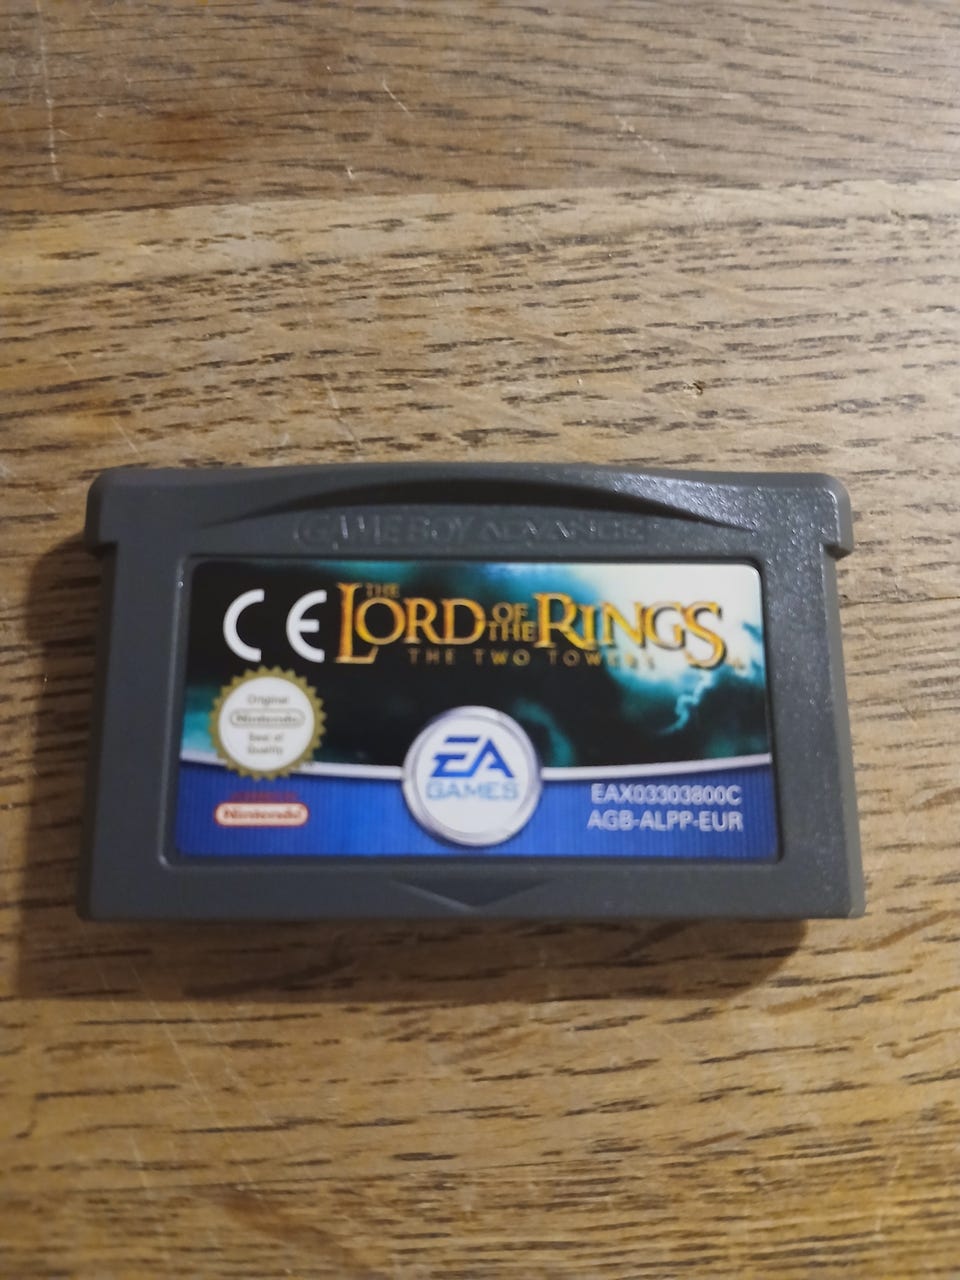 GAME BOY ADVANCE
CE
THE
LORD OF THE RINGS
THE TWO TOWERS
Original
Nintendo
Seal of
Quality
Nintendo
EA
GAMES
EAX03303800C
AGB-ALPP-EUR